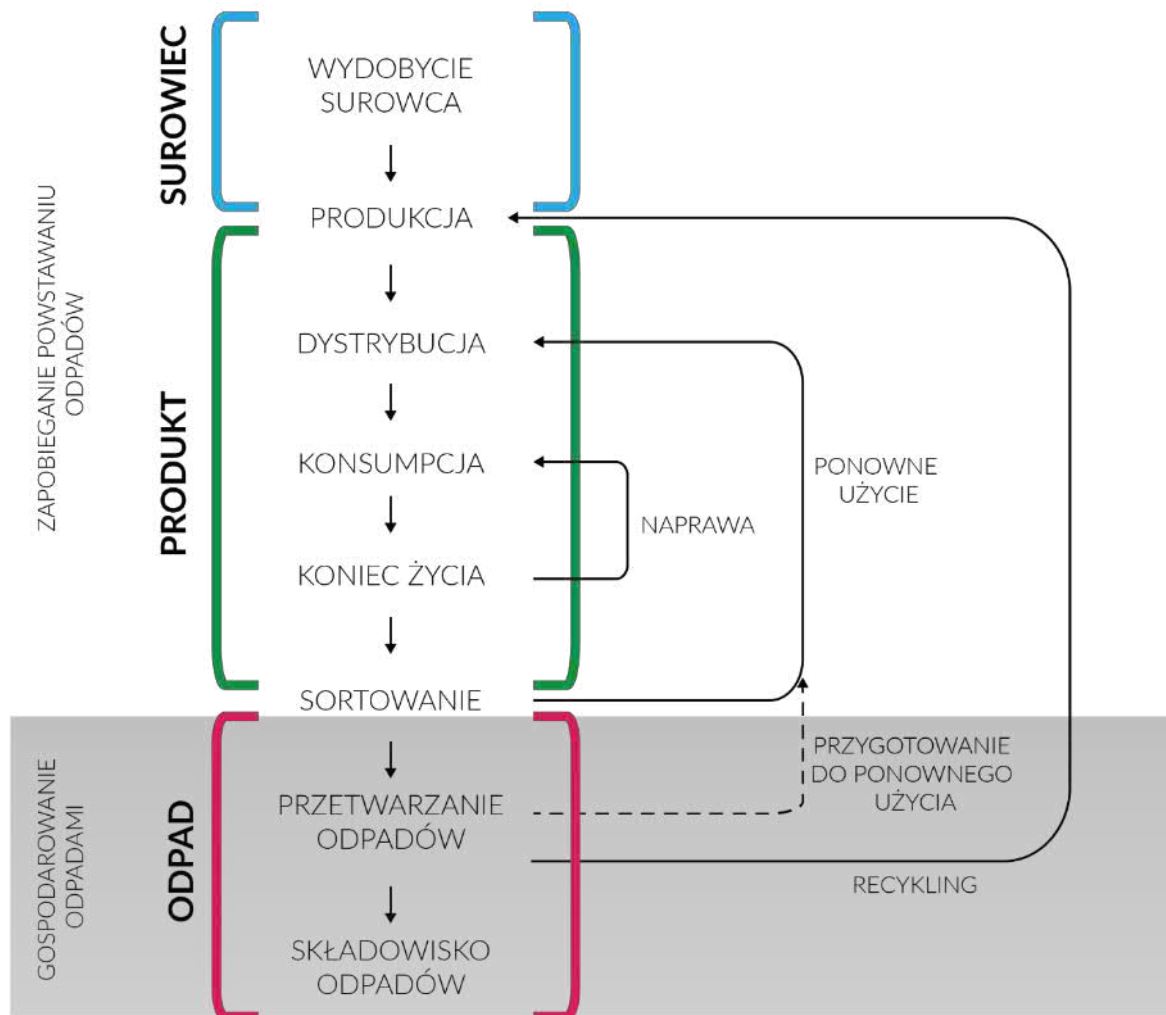 SUROWIEC
WYDOBYCIE
SUROWCA
PRODUKCJA
ZAPOBIEGANIE POWSTAWANIU
ODPADÓW
PRODUKT
DYSTRYBUCJA
KONSUMPCJA
KONIEC ŻYCIA
SORTOWANIE
NAPRAWA
PONOWNE
UŻYCIE
GOSPODAROWANIE
ODPADAMI
ODPAD
PRZETWARZANIE
ODPADÓW
SKŁADOWISKO
ODPADÓW
PRZYGOTOWANIE
DO PONOWNEGO
UŻYCIA
RECYKLING